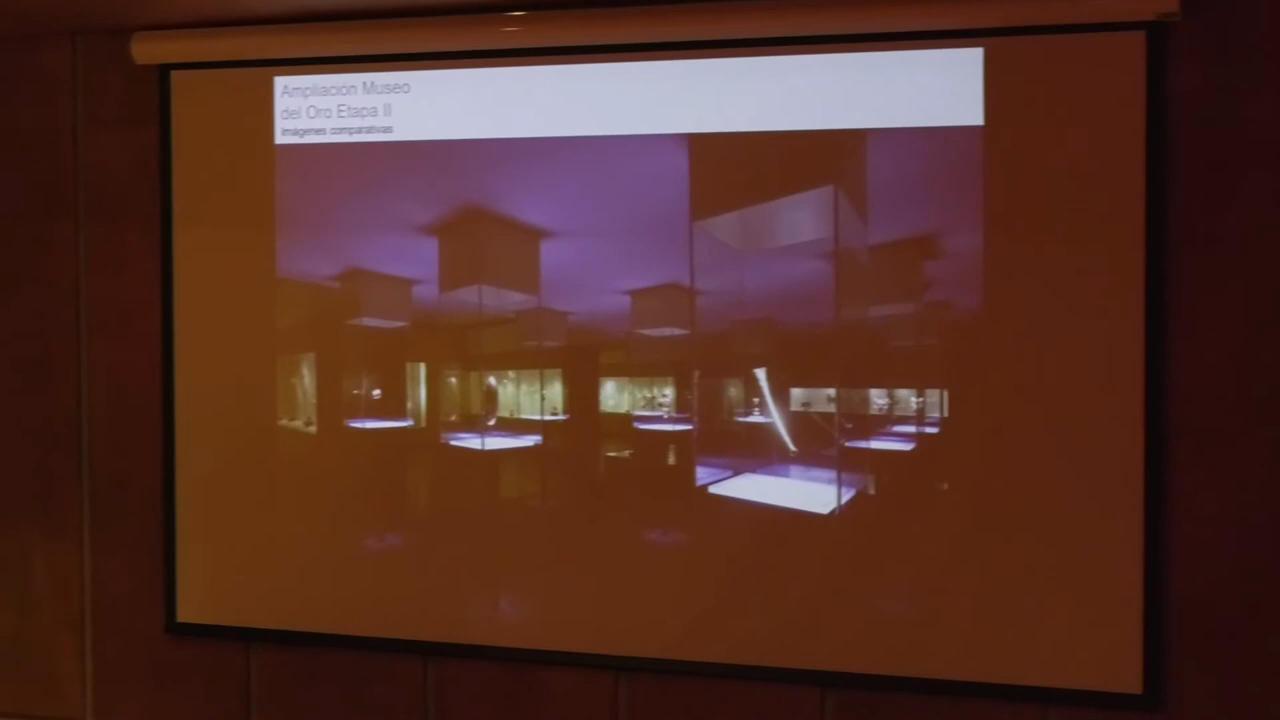 Ampliación Museo
del Oro Etapa II
Imágenes comparativas